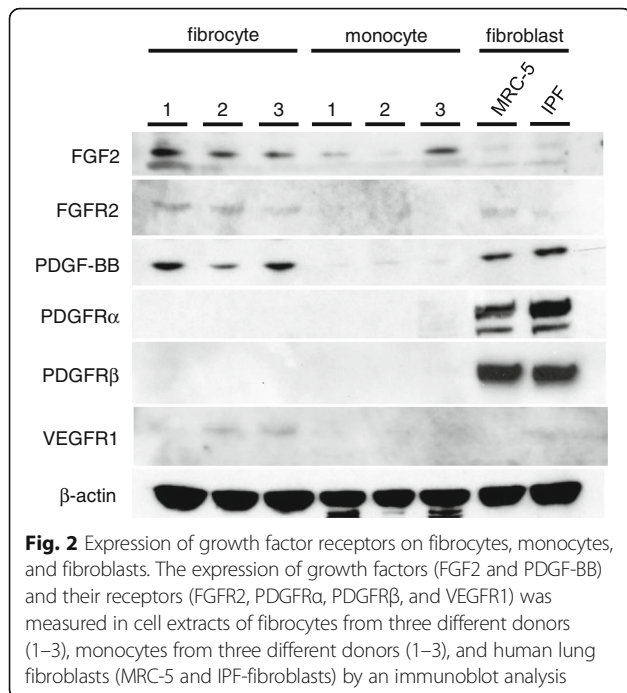 fibrocyte monocyte fibroblast
1 2 3 1 2 3 MRC-5 IPF
FGF2
FGFR2
PDGF-BB
PDGFRα
PDGFRβ
VEGFR1
β-actin
Fig. 2 Expression of growth factor receptors on fibrocytes, monocytes,
and fibroblasts. The expression of growth factors (FGF2 and PDGF-BB)
and their receptors (FGFR2, PDGFRα, PDGFRβ, and VEGFR1) was
measured in cell extracts of fibrocytes from three different donors
(1–3), monocytes from three different donors (1–3), and human lung
fibroblasts (MRC-5 and IPF-fibroblasts) by an immunoblot analysis